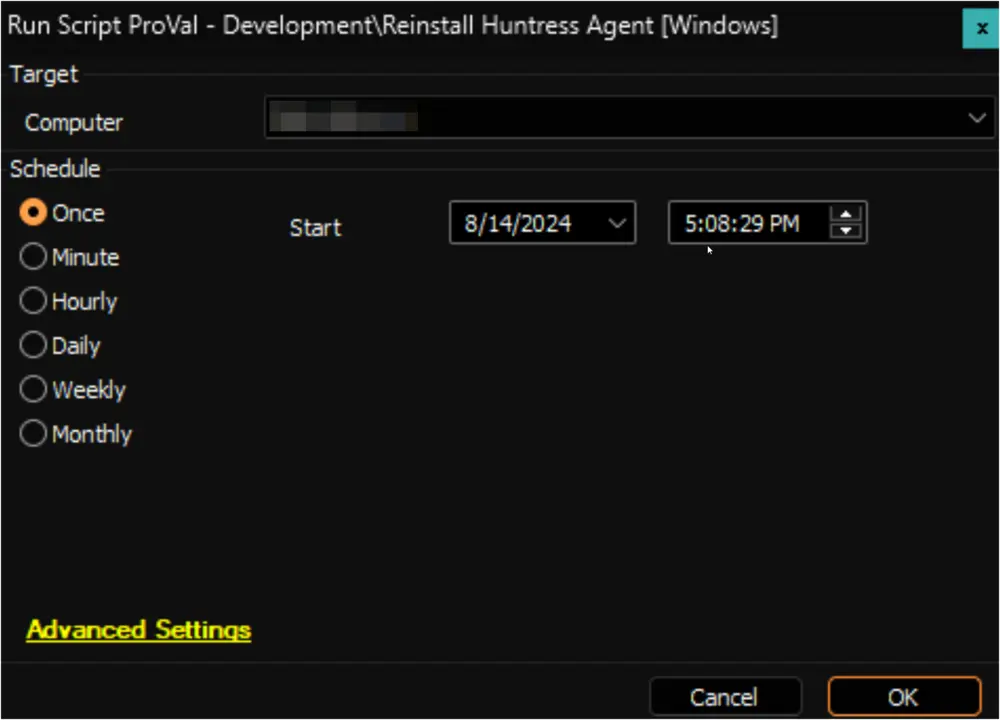 Run Script ProVal - Development\Reinstall Huntress Agent [Windows]
x
Target
Computer
Schedule
Once
Start
8/14/2024
5:08:29 PM
Minute
Hourly
Daily
Weekly
Monthly
Advanced Settings
Cancel
OK